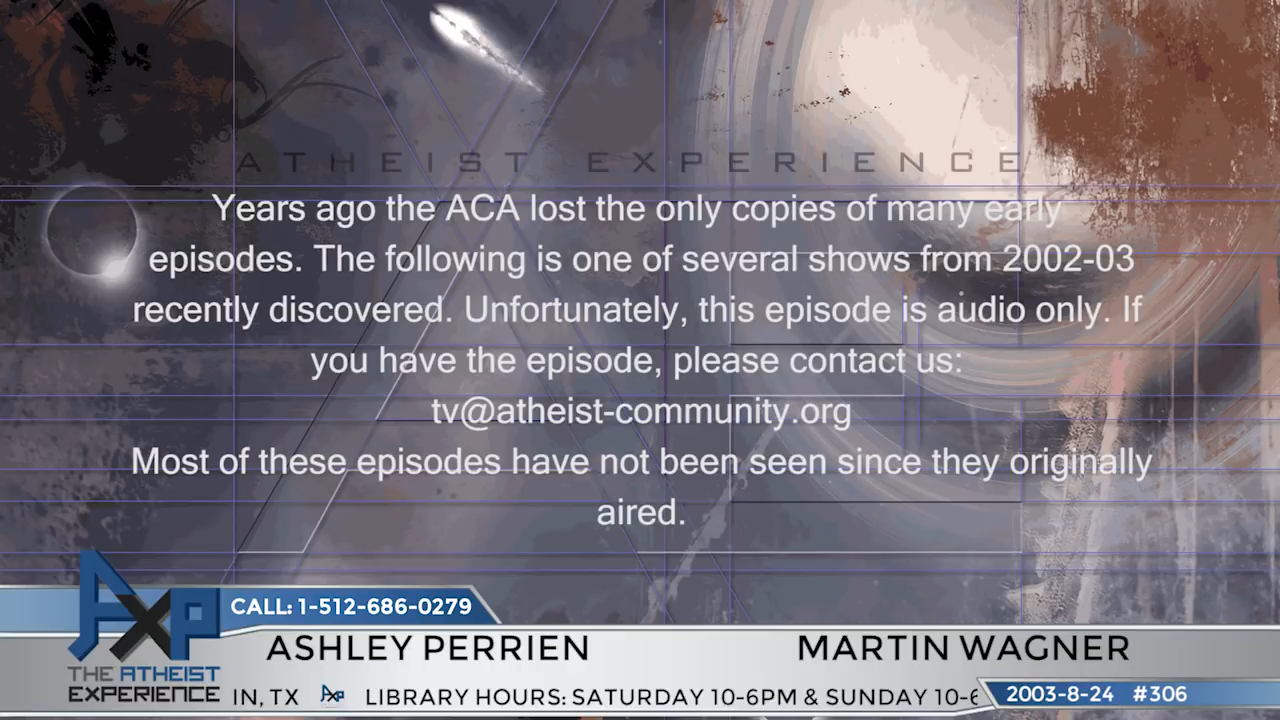 ATHEIST EXPERIENCE
Years ago the ACA lost the only copies of many early
episodes. The following is one of several shows from 2002-03
recently discovered. Unfortunately, this episode is audio only. If
you have the episode, please contact us:
tv@atheist-community.org
Most of these episodes have not been seen since they originally
aired.
AXP
CALL: 1-512-686-0279
ASHLEY PERRIEN MARTIN WAGNER
THE ATHEIST
EXPERIENCE
IN, TX AXP LIBRARY HOURS: SATURDAY 10-6PM & SUNDAY 10-6
2003-8-24 #306